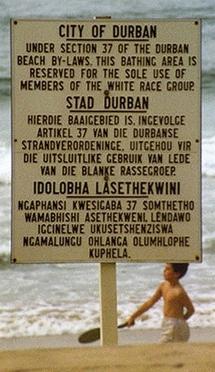 CITY OF DURBAN
UNDER SECTION 37 OF THE DURBAN
BEACH BY-LAWS, THIS BATHING AREA IS
RESERVED FOR THE SOLE USE OF
MEMBERS OF THE WHITE RACE GROUP.
STAD DURBAN
HIERDIE BAAIGEBIED IS, INGEVOLGE
ARTIKEL 37 VAN DIE DURBANSE
STRANDVERORDENINGE, UITGEHOU VIR
DIE UITSLUITLIKE GEBRUIK VAN LEDE
VAN DIE BLANKE RASSEGROEP.
IDOLOBHA LASETHEKWINI
NGAPHANSI KWESIGABA 37 SOMTHETHO
WAMABHISHI ASETHEKWENI, LENDAWO
IGCINELWE UKUSETSHENZISWA
NGAMALUNGU OHLANGA OLUMHLOPHE
KUPHELA.